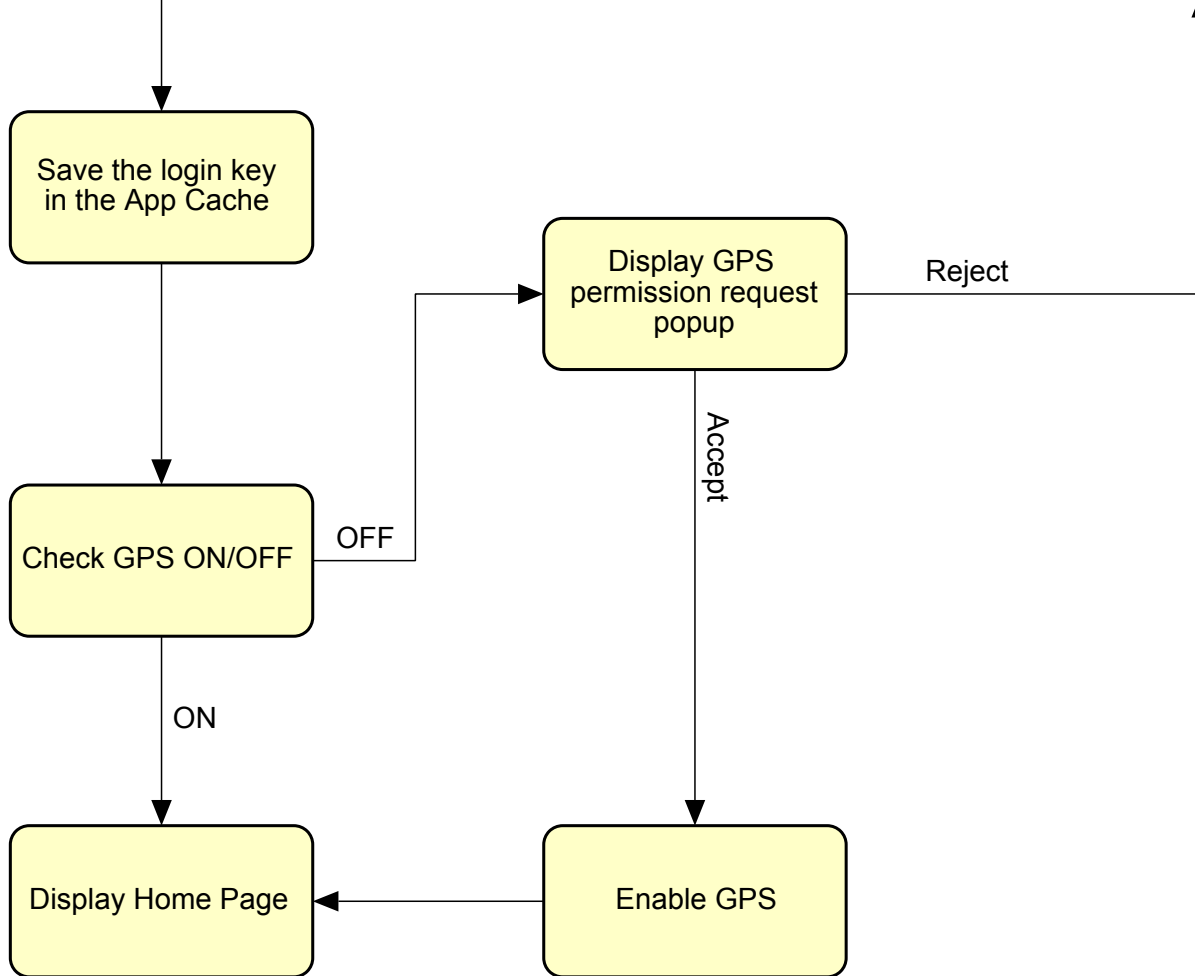 Save the login key
in the App Cache
Display GPS
permission request
popup
Reject
Accept
Check GPS ON/OFF
OFF
ON
Display Home Page
Enable GPS